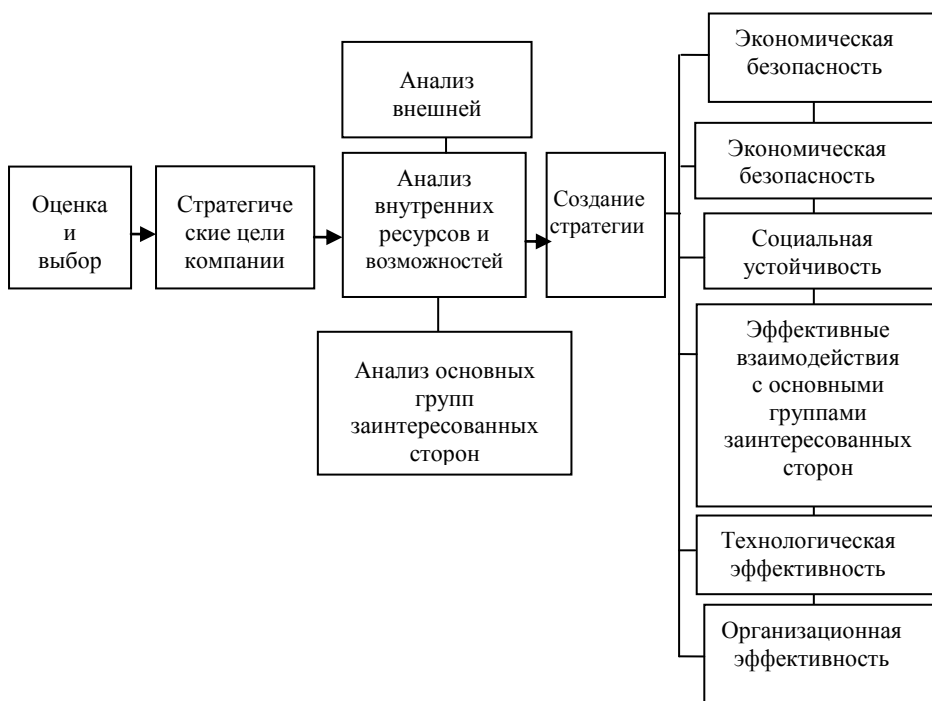 Оценка
и
выбор
Стратегиче
ские цели
компании
Анализ
внешней
Анализ
внутренних
ресурсов и
возможностей
Анализ основных
групп
заинтересованных
сторон
Создание
стратегии
Экономическая
безопасность
Экономическая
безопасность
Социальная
устойчивость
Эффективные
взаимодействия
с основными
группами
заинтересованных
сторон
Технологическая
эффективность
Организационная
эффективность